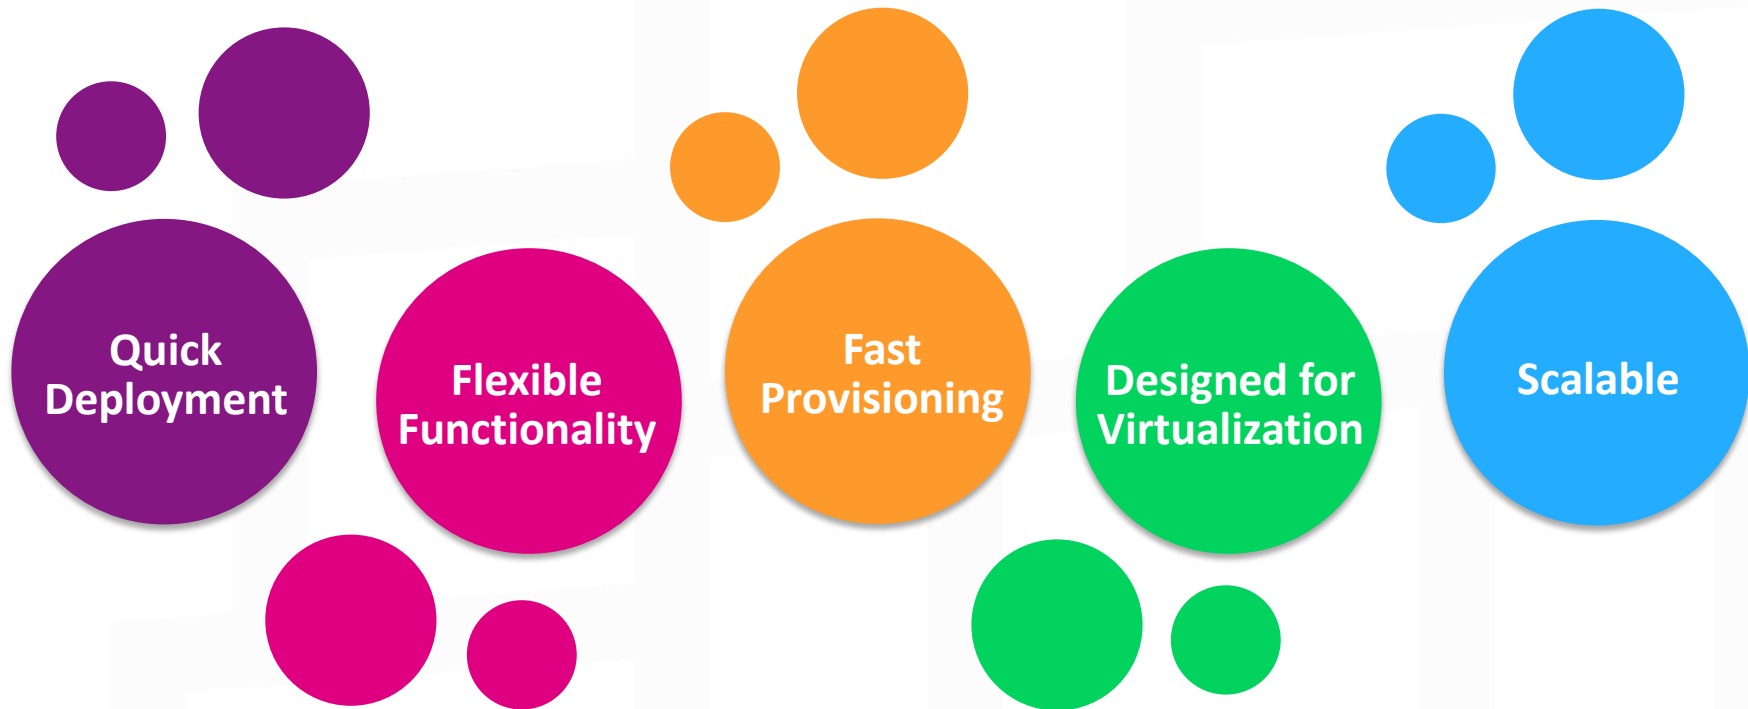 Quick
Deployment
Flexible
Functionality
Fast
Provisioning
Designed for
Virtualization
Scalable